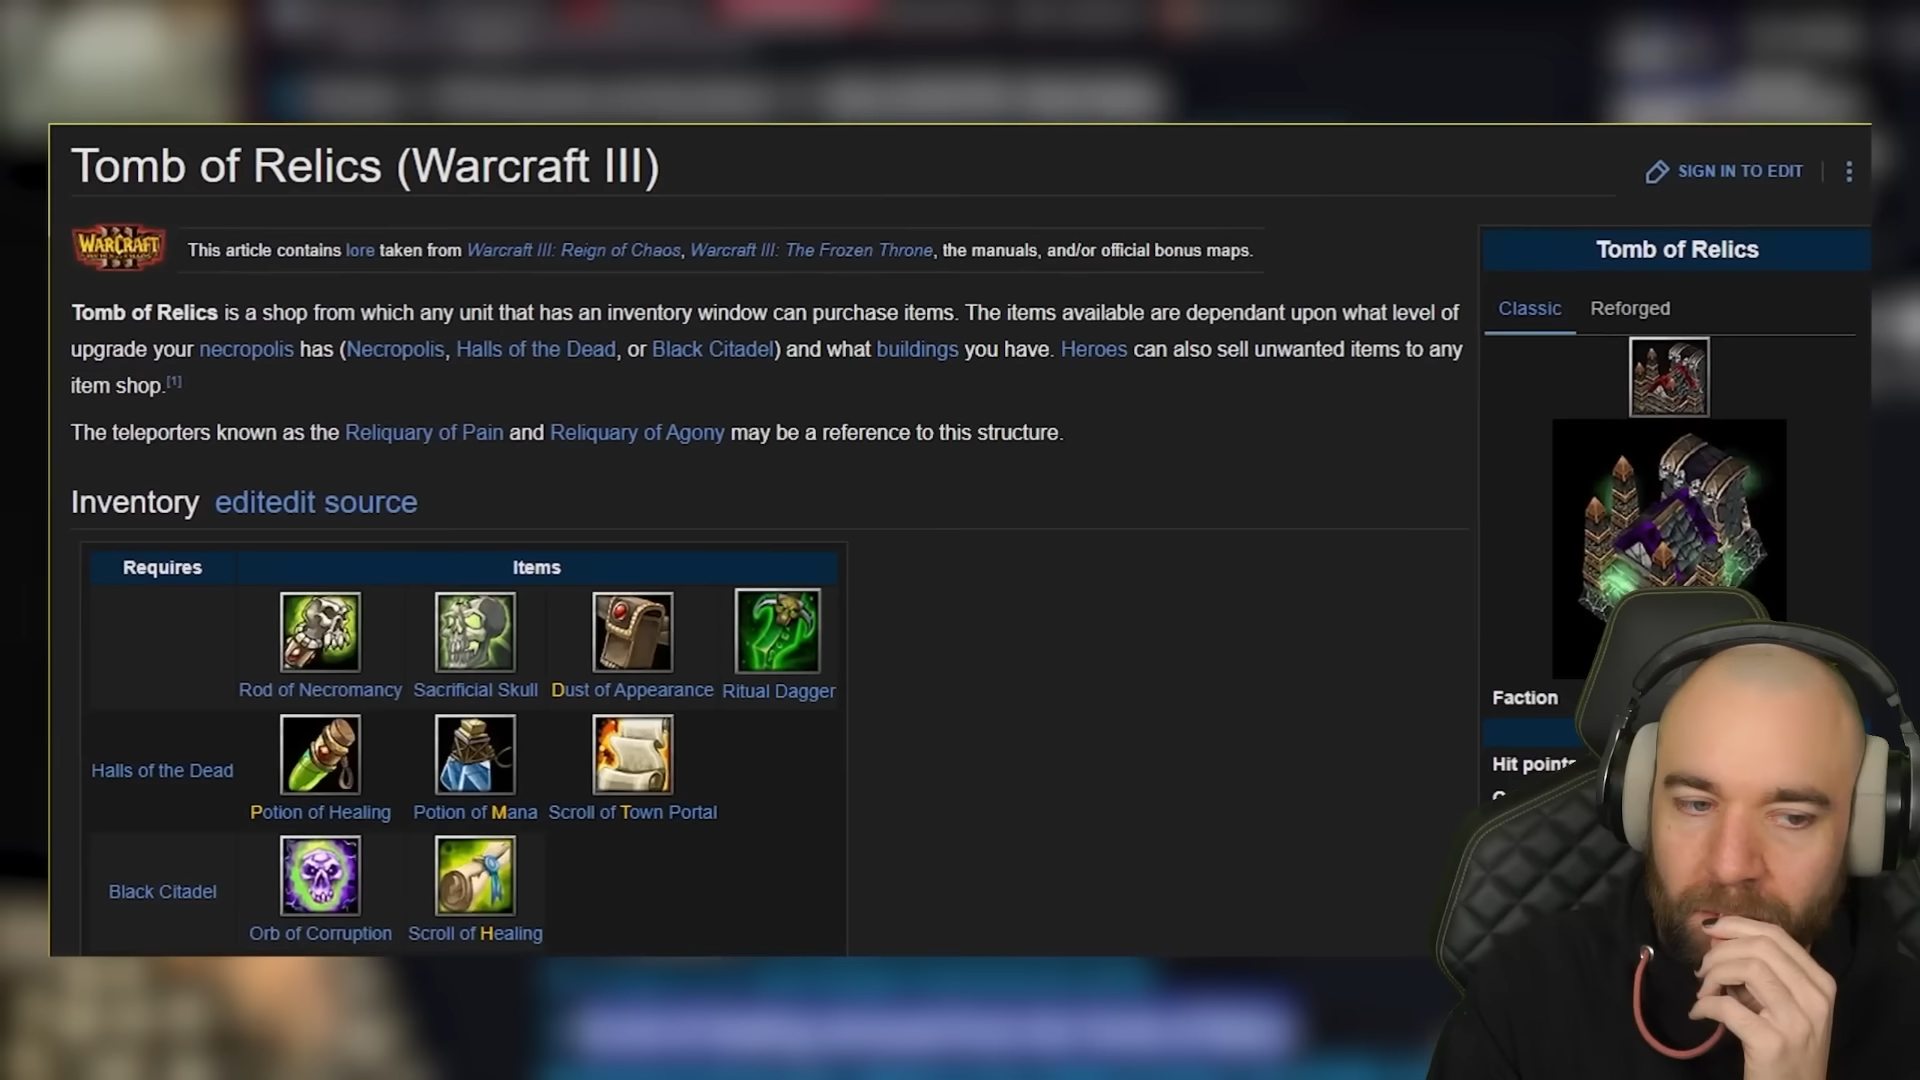 Tomb of Relics (Warcraft III)
SIGN IN TO EDIT
WARCRAFT
This article contains lore taken from Warcraft III: Reign of Chaos, Warcraft III: The Frozen Throne, the manuals, and/or official bonus maps.
Tomb of Relics is a shop from which any unit that has an inventory window can purchase items. The items available are dependant upon what level of
upgrade your necropolis has (Necropolis, Halls of the Dead, or Black Citadel) and what buildings you have. Heroes can also sell unwanted items to any
item shop.[1]
The teleporters known as the Reliquary of Pain and Reliquary of Agony may be a reference to this structure.
Inventory editedit source
Requires Items
Rod of Necromancy Sacrificial Skull Dust of Appearance Ritual Dagger
Halls of the Dead
Potion of Healing Potion of Mana Scroll of Town Portal
Black Citadel
Orb of Corruption Scroll of Healing
Tomb of Relics
Classic Reforged
Faction
Hit points